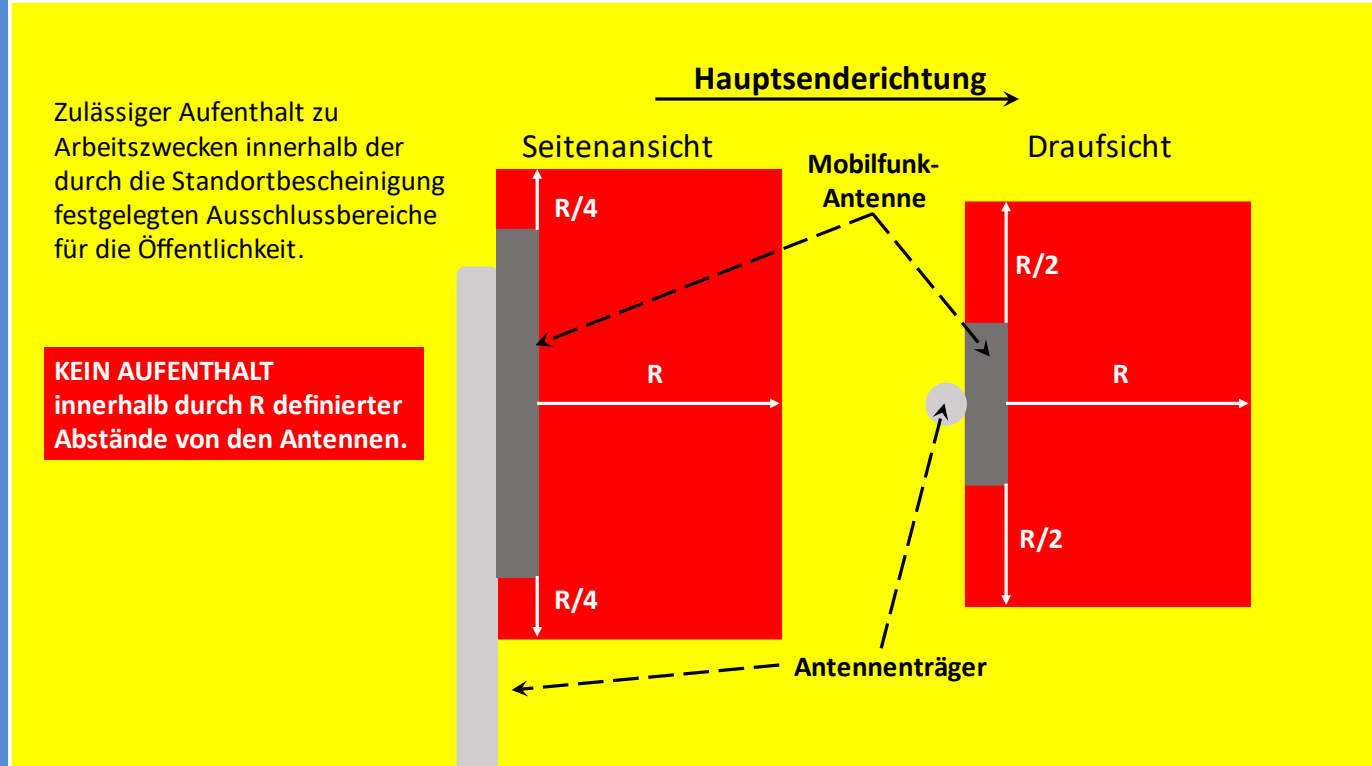 Hauptsenderichtung
Zulässiger Aufenthalt zu
Arbeitszwecken innerhalb der
durch die Standortbescheinigung
festgelegten Ausschlussbereiche
für die Öffentlichkeit.
KEIN AUFENTHALT
innerhalb durch R definierter
Abstände von den Antennen.
Seitenansicht
R/4
R
R/4
Mobilfunk-
Antenne
Draufsicht
R/2
R
R/2
Antennenträger